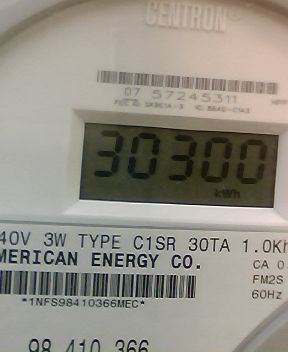 CENTRON®
07 57245311
30300
kWh
40V 3W TYPE C1SR 30TA 1.0Kh
MERICAN ENERGY CO.
CA 0.
FM2S
60Hz
*1NFS98410366MEC*
98 410 366